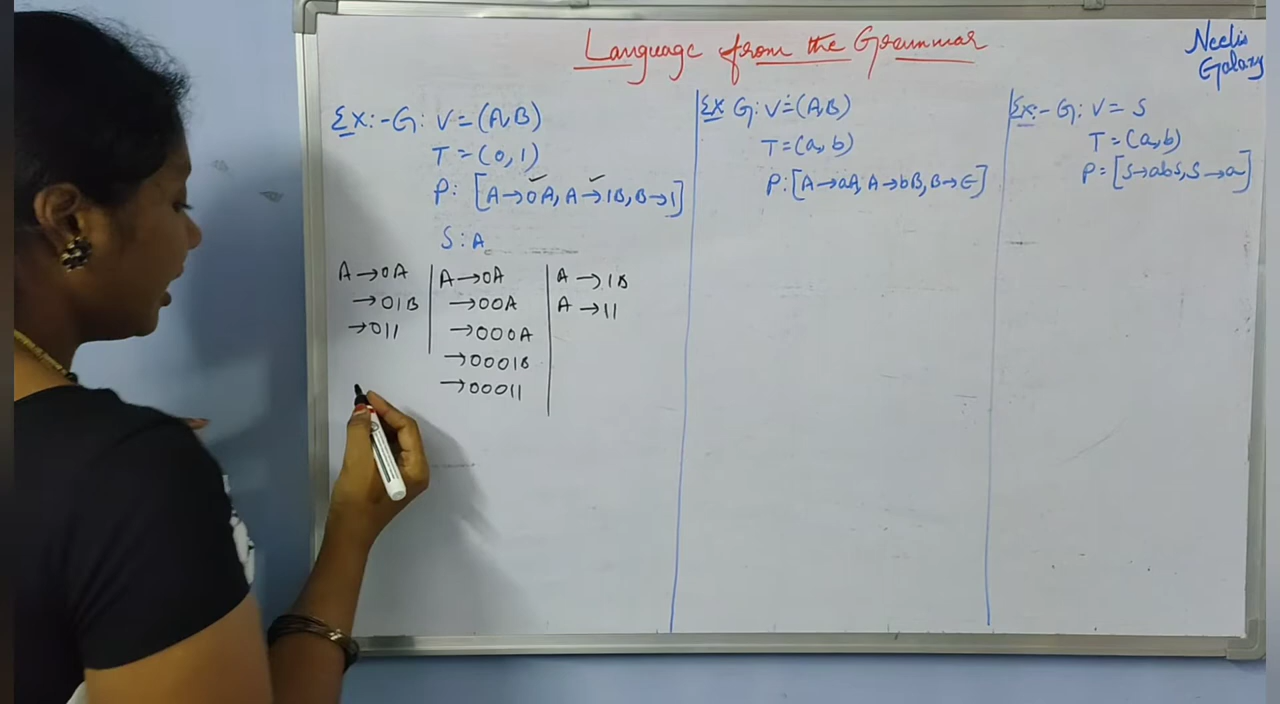 Language from the Grammar
Neelis
Galaxy
Ex:- G: V = (A, B)
T = (0, 1)
P: [A→0A, A→1B, B→1]
S: A
A→0A
→01B
→011
A→0A
→00A
→000A
→0001B
→00011
A→1B
A→11
Ex G: V = (A, B)
T = (a, b)
P: [A→aA, A→bB, B→ϵ]
Ex:- G: V = S
T = (a, b)
P = [S→abS, S→a]